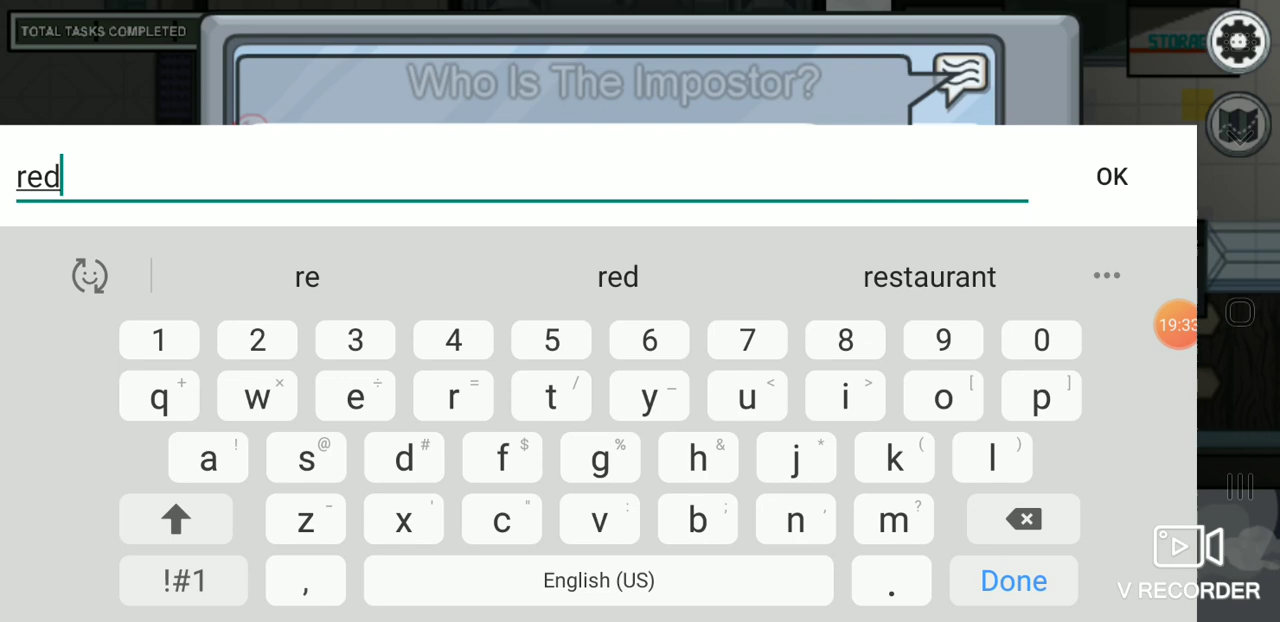 TOTAL TASKS COMPLETED
STORAGE
Who Is The Impostor?
red
OK
re red restaurant
1 2 3 4 5 6 7 8 9 0
q + w × e ÷ r = t / y _ u < i > o [ p ]
a ! s @ d # f $ g % h & j * k ( l )
z - x ' c " v : b ; n , m ?
!#1 , English (US) . Done
19:33
V RECORDER